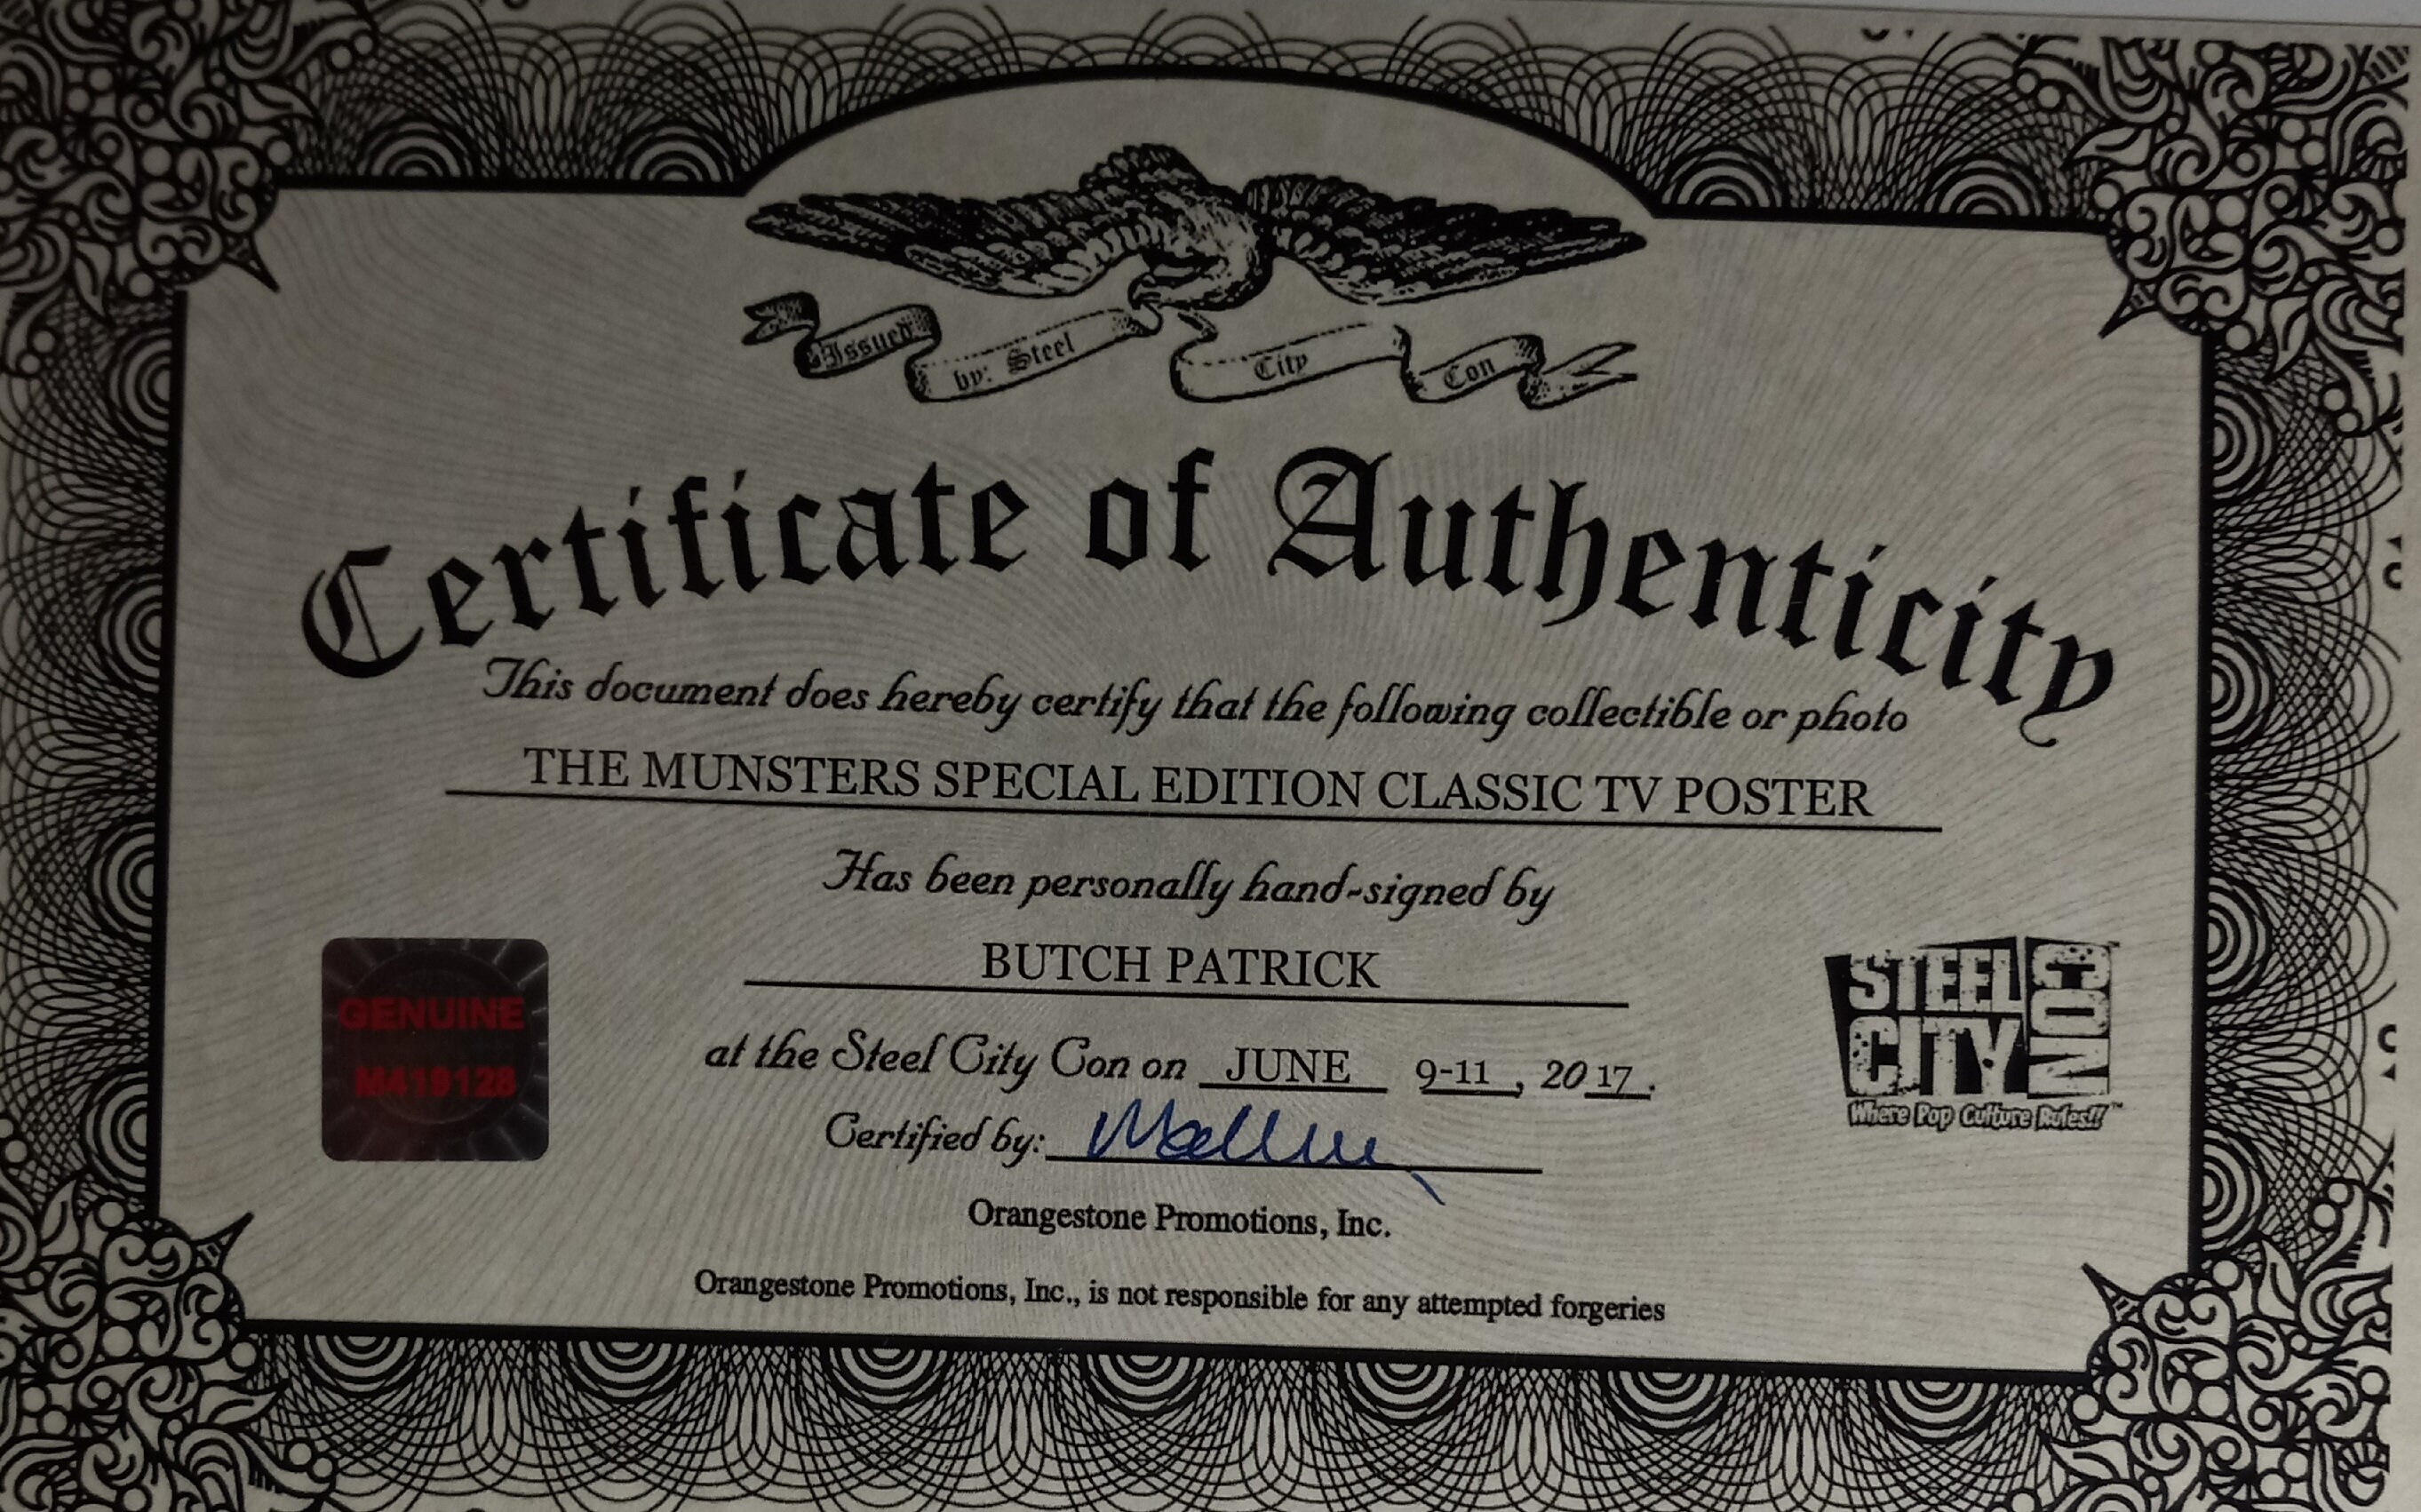 Issued by: Steel City Con
Certificate of Authenticity
This document does hereby certify that the following collectible or photo
THE MUNSTERS SPECIAL EDITION CLASSIC TV POSTER
Has been personally hand-signed by
BUTCH PATRICK
at the Steel City Con on JUNE 9-11, 2017.
Certified by:
Orangestone Promotions, Inc.
Orangestone Promotions, Inc., is not responsible for any attempted forgeries
GENUINE
M419128
STEEL
CITY
CON
Where Pop Culture Rules!!™